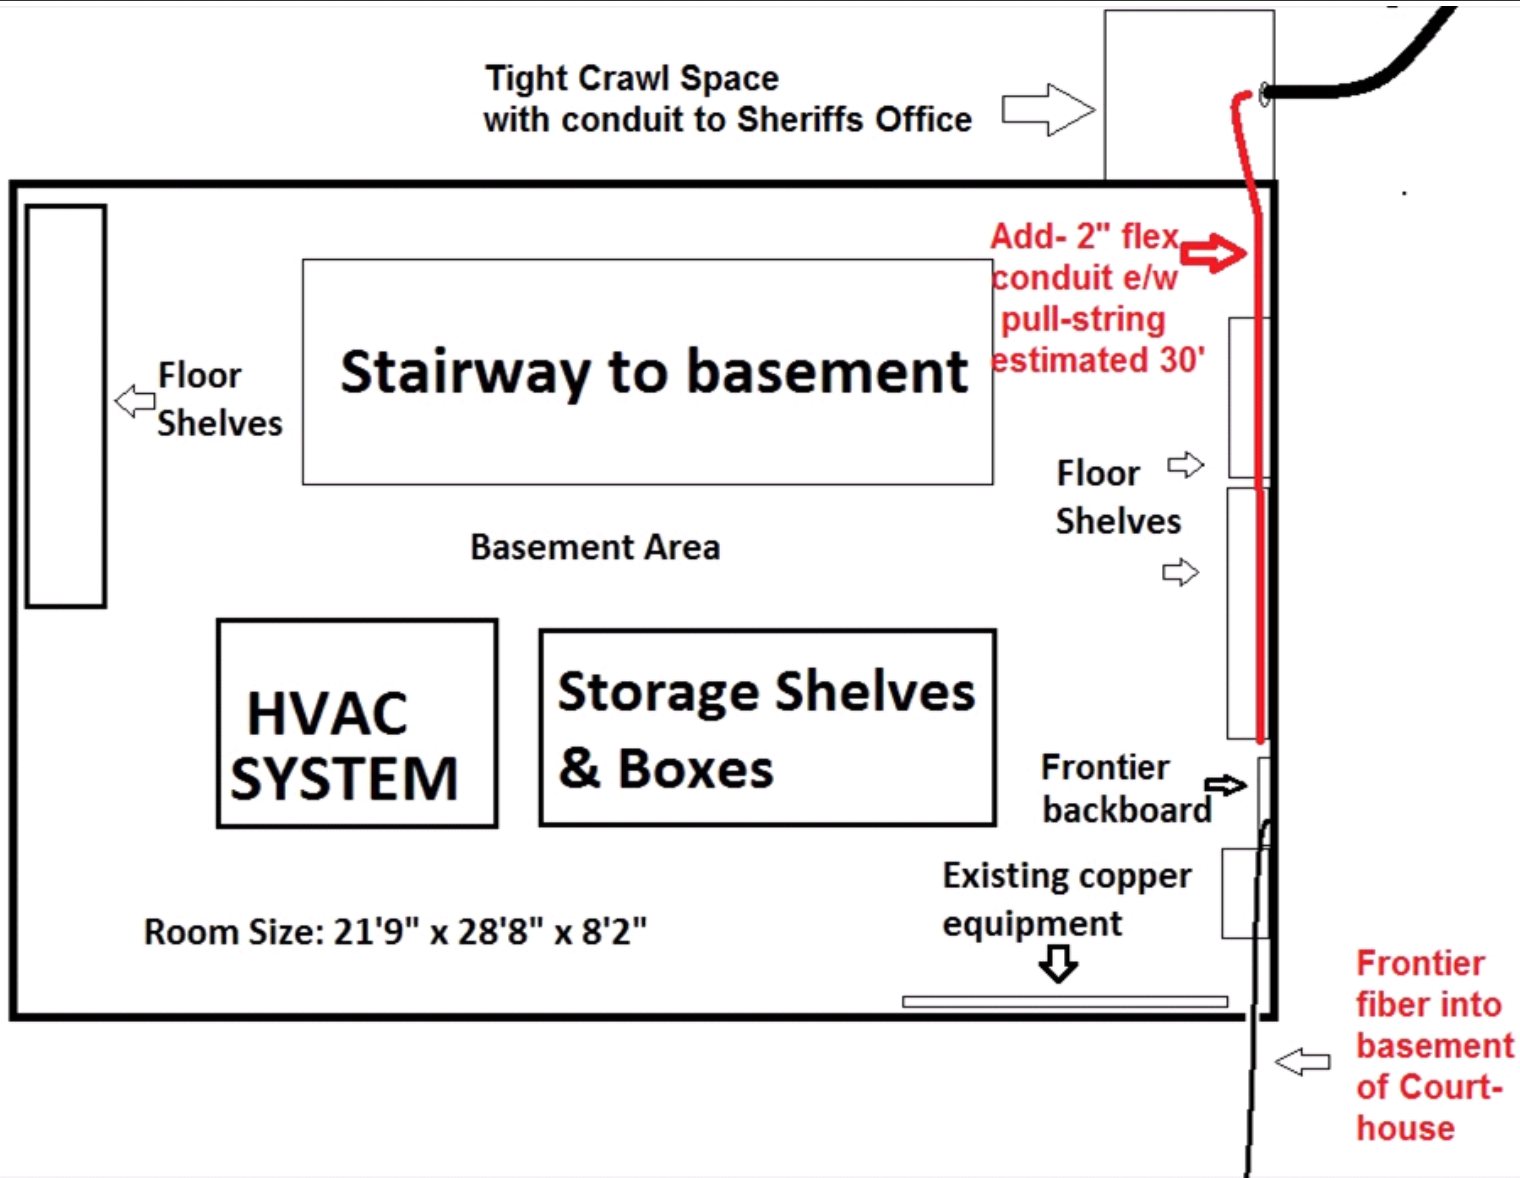 Tight Crawl Space
with conduit to Sheriffs Office
Add- 2" flex
conduit e/w
pull-string
estimated 30'
Stairway to basement
Floor
Shelves
Floor
Shelves
Basement Area
HVAC
SYSTEM
Storage Shelves
& Boxes
Frontier
backboard
Existing copper
equipment
Room Size: 21'9" x 28'8" x 8'2"
Frontier
fiber into
basement
of Court-
house